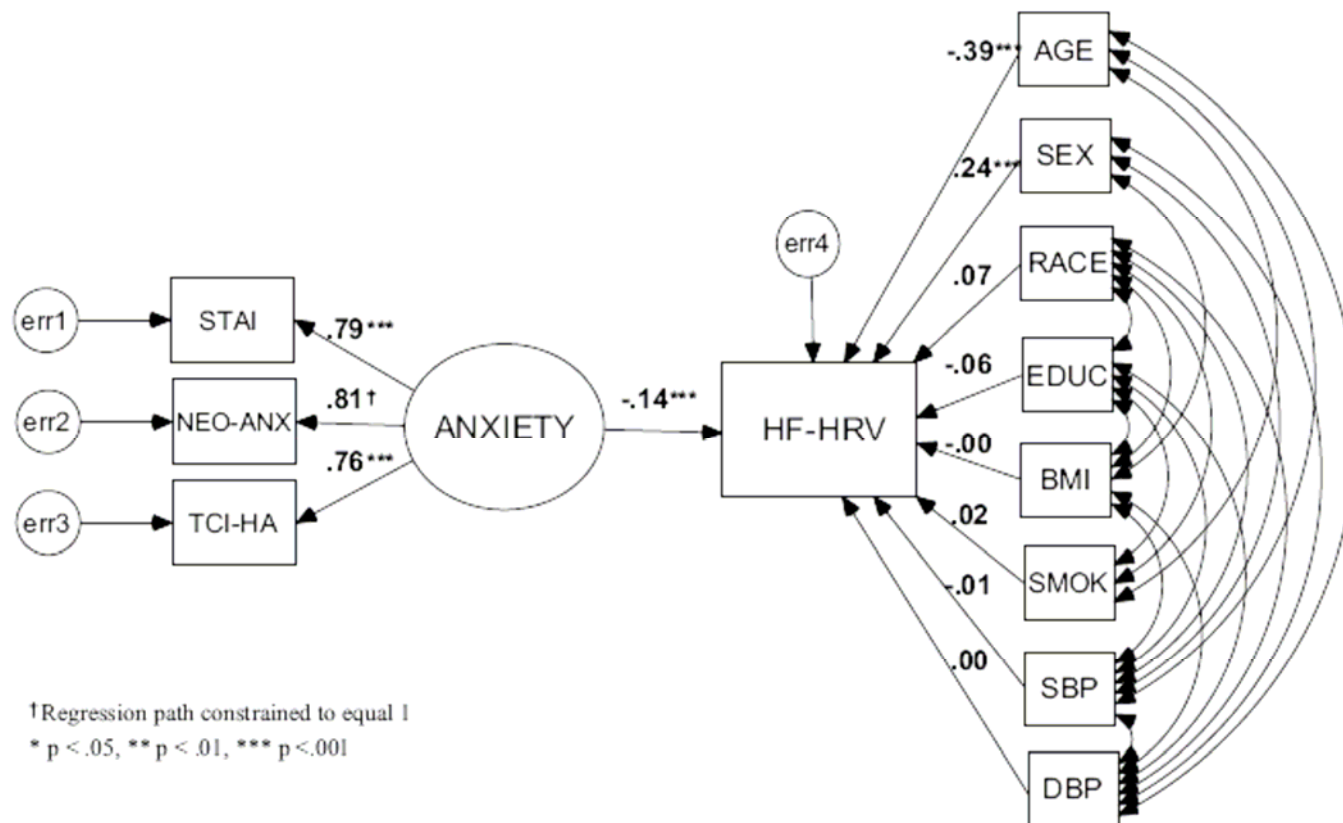 -.39***
AGE
.24***
SEX
err4
.07
RACE
err1
STAI
.79***
-.06
EDUC
err2
NEO-ANX
.81†
ANXIETY
-.14***
HF-HRV
-.00
BMI
.76***
err3
TCI-HA
.02
SMOK
-.01
SBP
.00
DBP
†Regression path constrained to equal 1
* p < .05, ** p < .01, *** p <.001